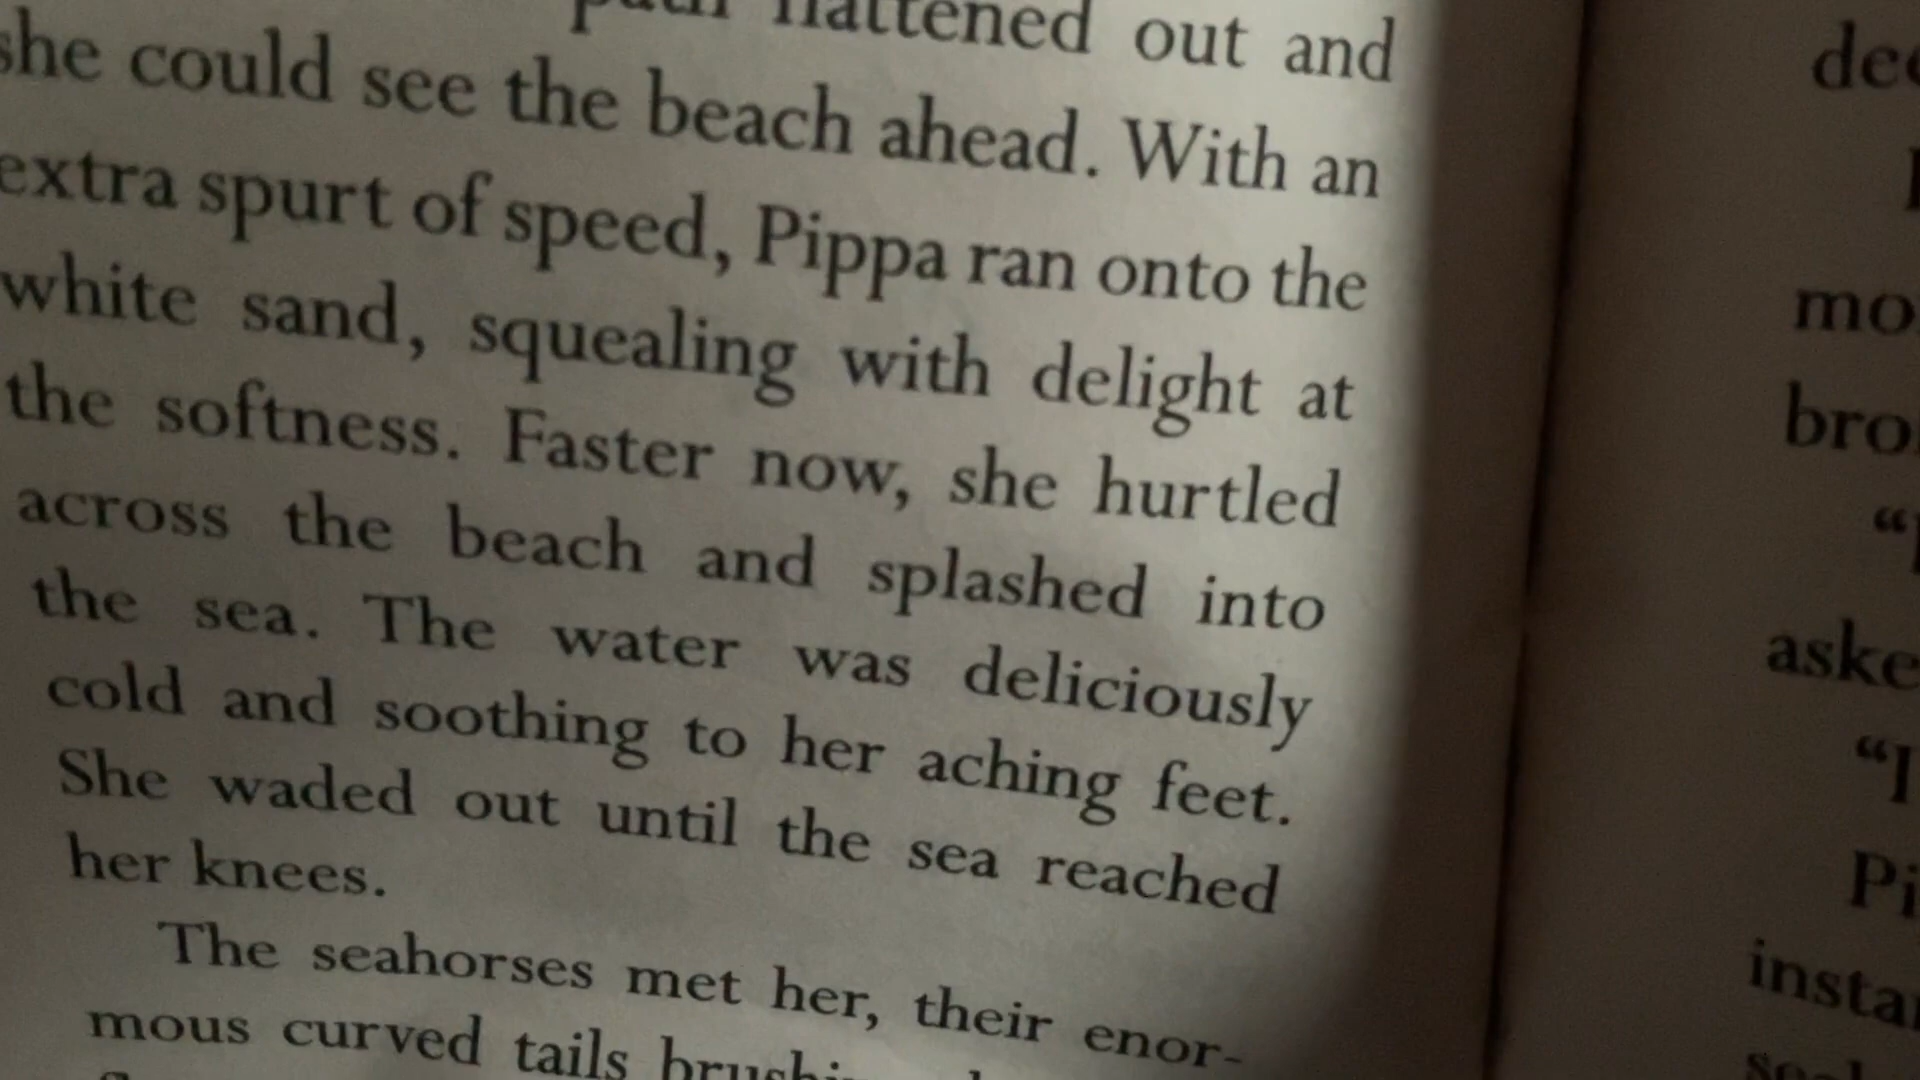 path flattened out and
she could see the beach ahead. With an
extra spurt of speed, Pippa ran onto the
white sand, squealing with delight at
the softness. Faster now, she hurtled
across the beach and splashed into
the sea. The water was deliciously
cold and soothing to her aching feet.
She waded out until the sea reached
her knees.
The seahorses met her, their enor-
mous curved tails
mo
bro
"
aske
"I
Pi
insta